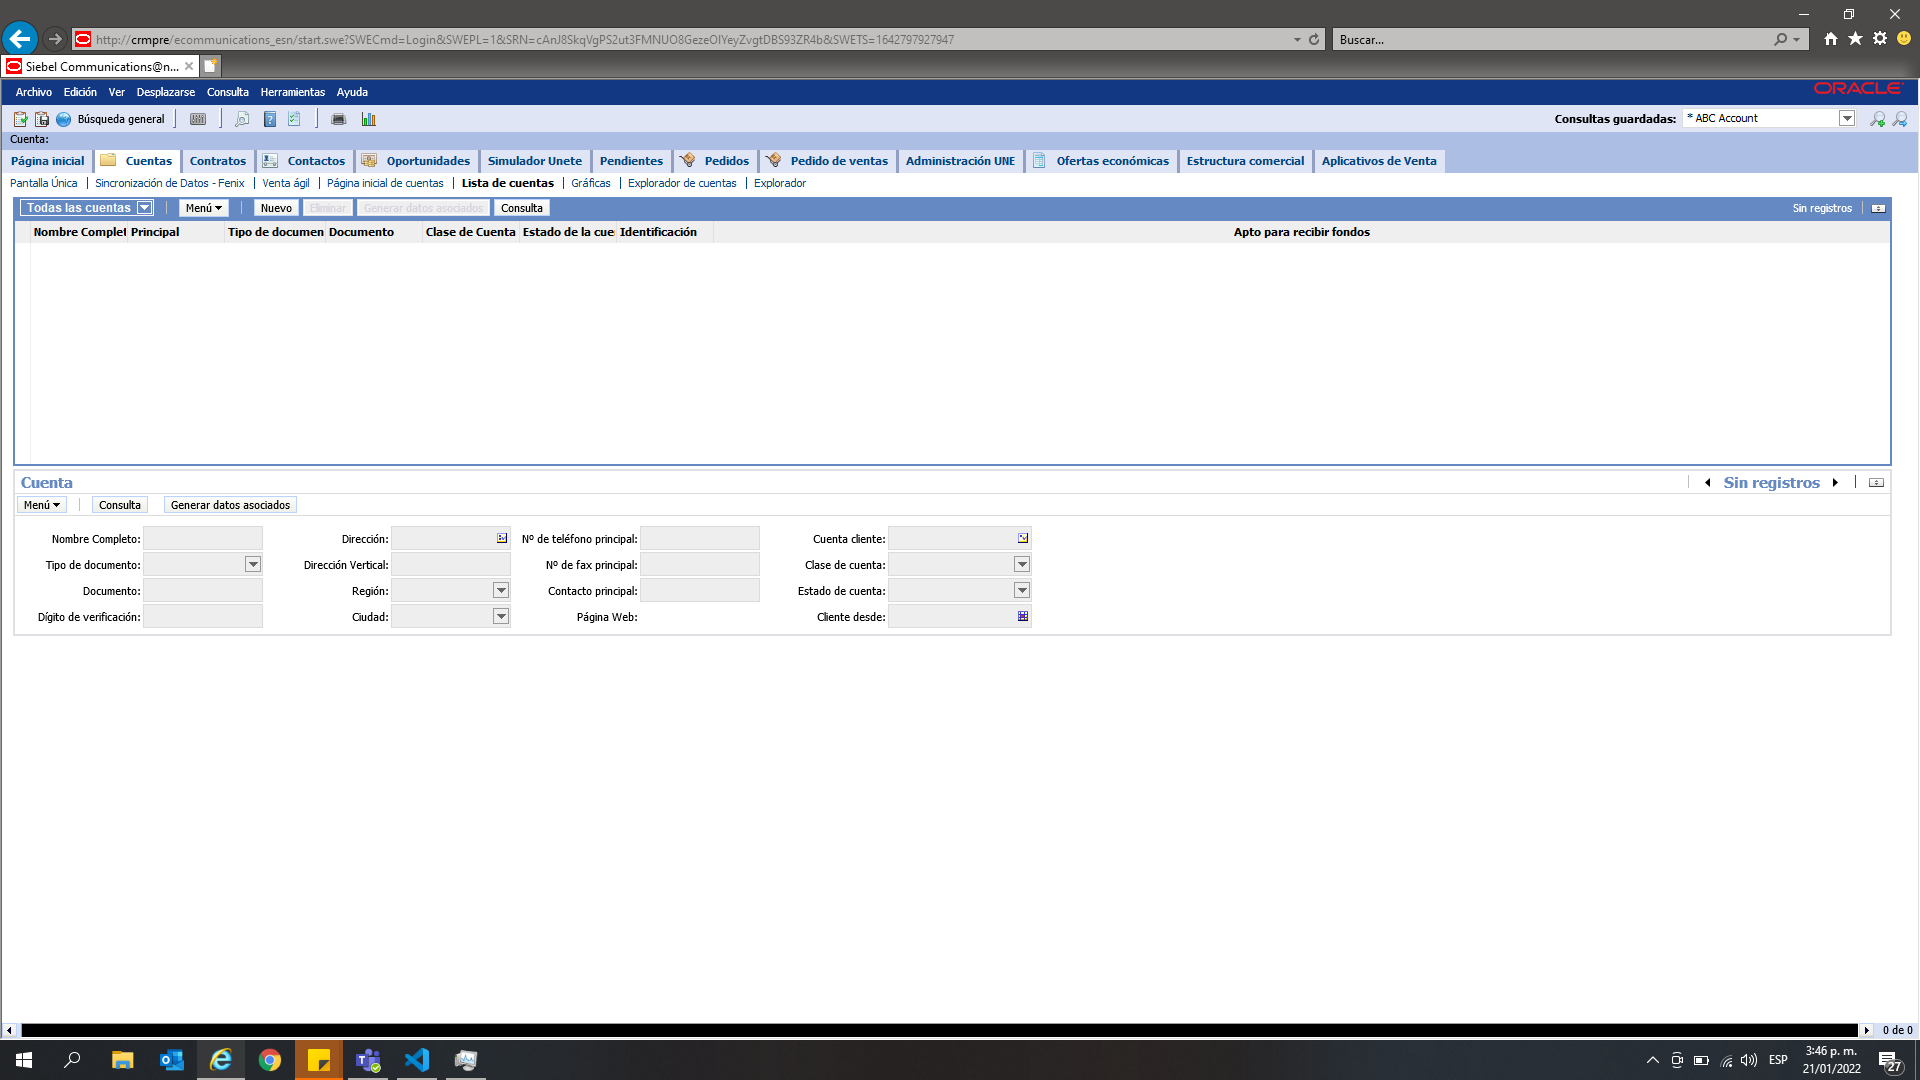 http://crmpre/ecommunications_esn/start.swe?SWECmd=Login&SWEPL=1&SRN=cAnJ8SkqVgPS2ut3FMNUO8GezeOIYeyZvgtDBS93ZR4b&SWETS=1642797927947
Buscar...
Siebel Communications@n...
Archivo Edición Ver Desplazarse Consulta Herramientas Ayuda
ORACLE
Búsqueda general
Consultas guardadas: * ABC Account
Cuenta:
Página inicial Cuentas Contratos Contactos Oportunidades Simulador Unete Pendientes Pedidos Pedido de ventas Administración UNE Ofertas económicas Estructura comercial Aplicativos de Venta
Pantalla Única Sincronización de Datos - Fenix Venta ágil Página inicial de cuentas Lista de cuentas Gráficas Explorador de cuentas Explorador
Todas las cuentas Menú Nuevo Eliminar Generar datos asociados Consulta Sin registros
Nombre Complet Principal Tipo de documen Documento Clase de Cuenta Estado de la cue Identificación Apto para recibir fondos
Cuenta Sin registros
Menú Consulta Generar datos asociados
Nombre Completo: Dirección: Nº de teléfono principal: Cuenta cliente:
Tipo de documento: Dirección Vertical: Nº de fax principal: Clase de cuenta:
Documento: Región: Contacto principal: Estado de cuenta:
Dígito de verificación: Ciudad: Página Web: Cliente desde:
0 de 0
ESP
3:46 p. m.
21/01/2022
27